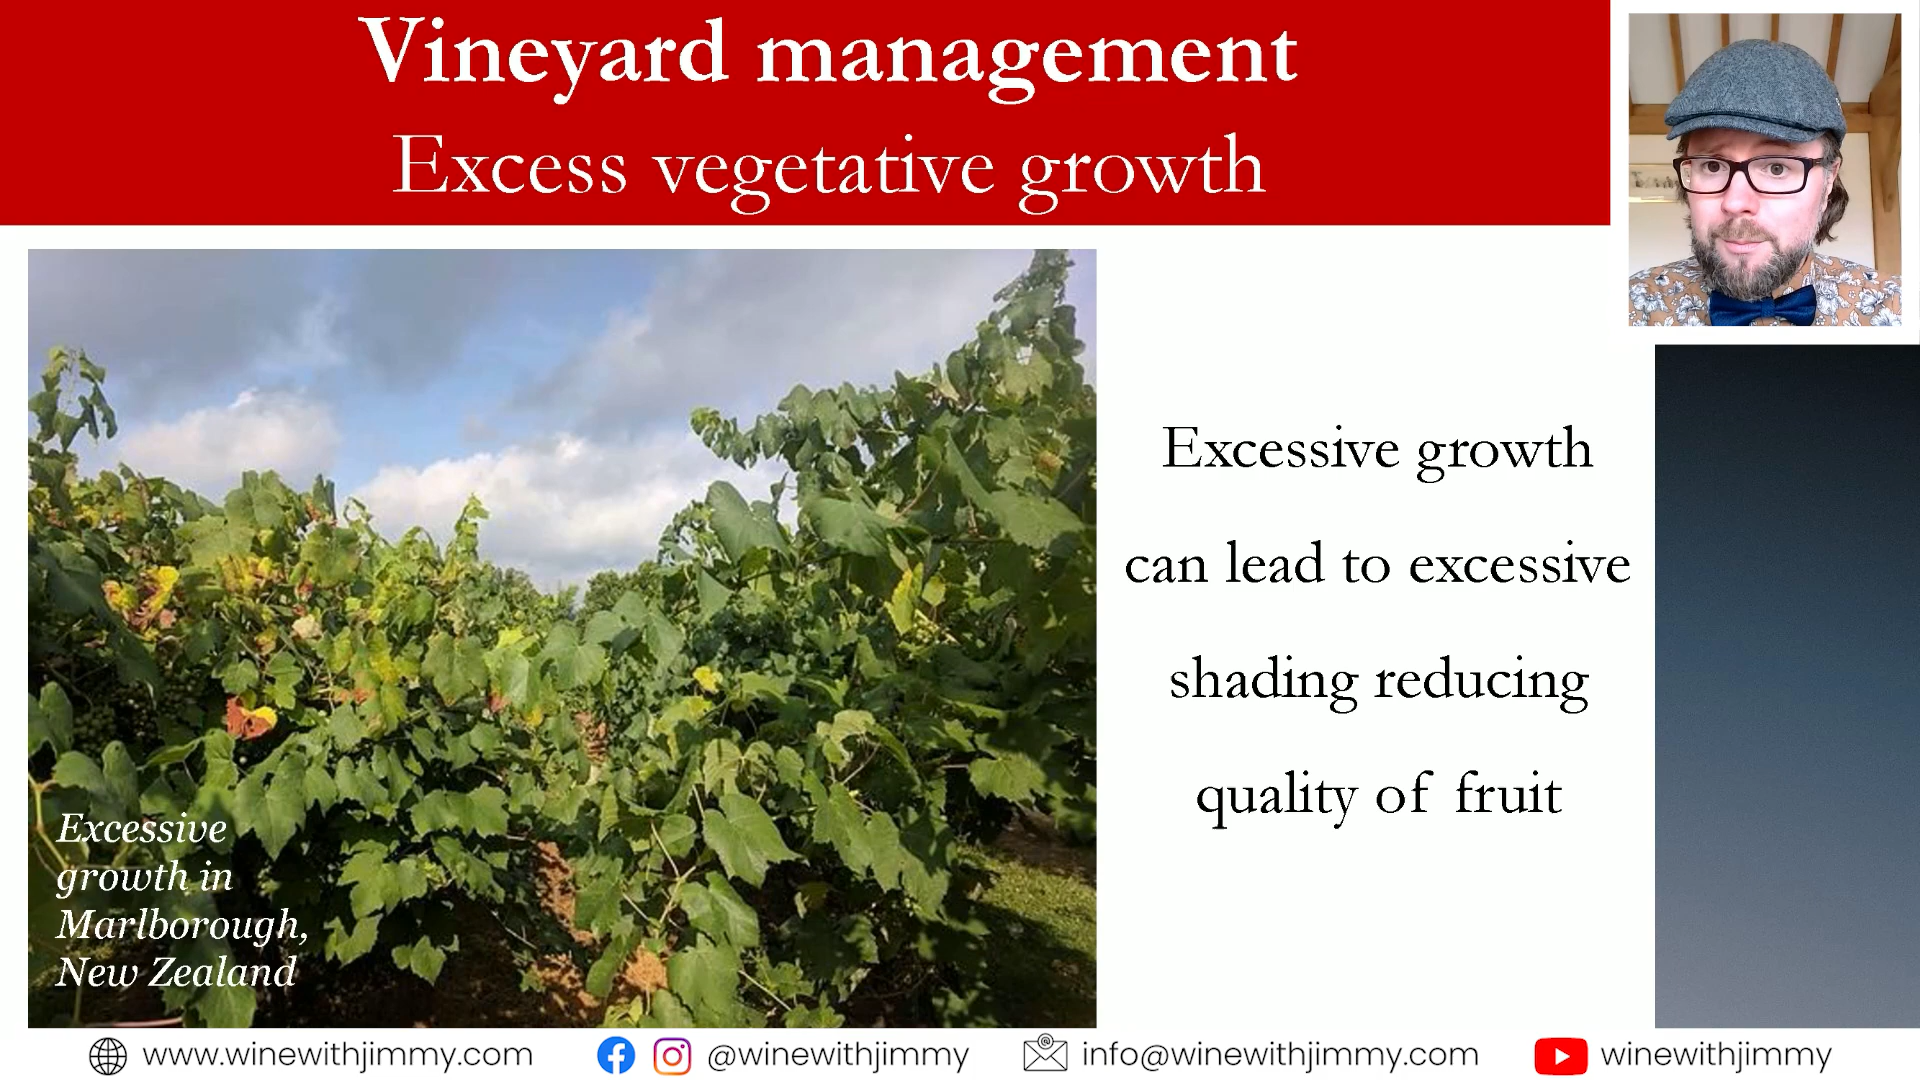 Vineyard management
Excess vegetative growth
Excessive growth
can lead to excessive
shading reducing
quality of fruit
Excessive
growth in
Marlborough,
New Zealand
www.winewithjimmy.com
@winewithjimmy
info@winewithjimmy.com
winewithjimmy